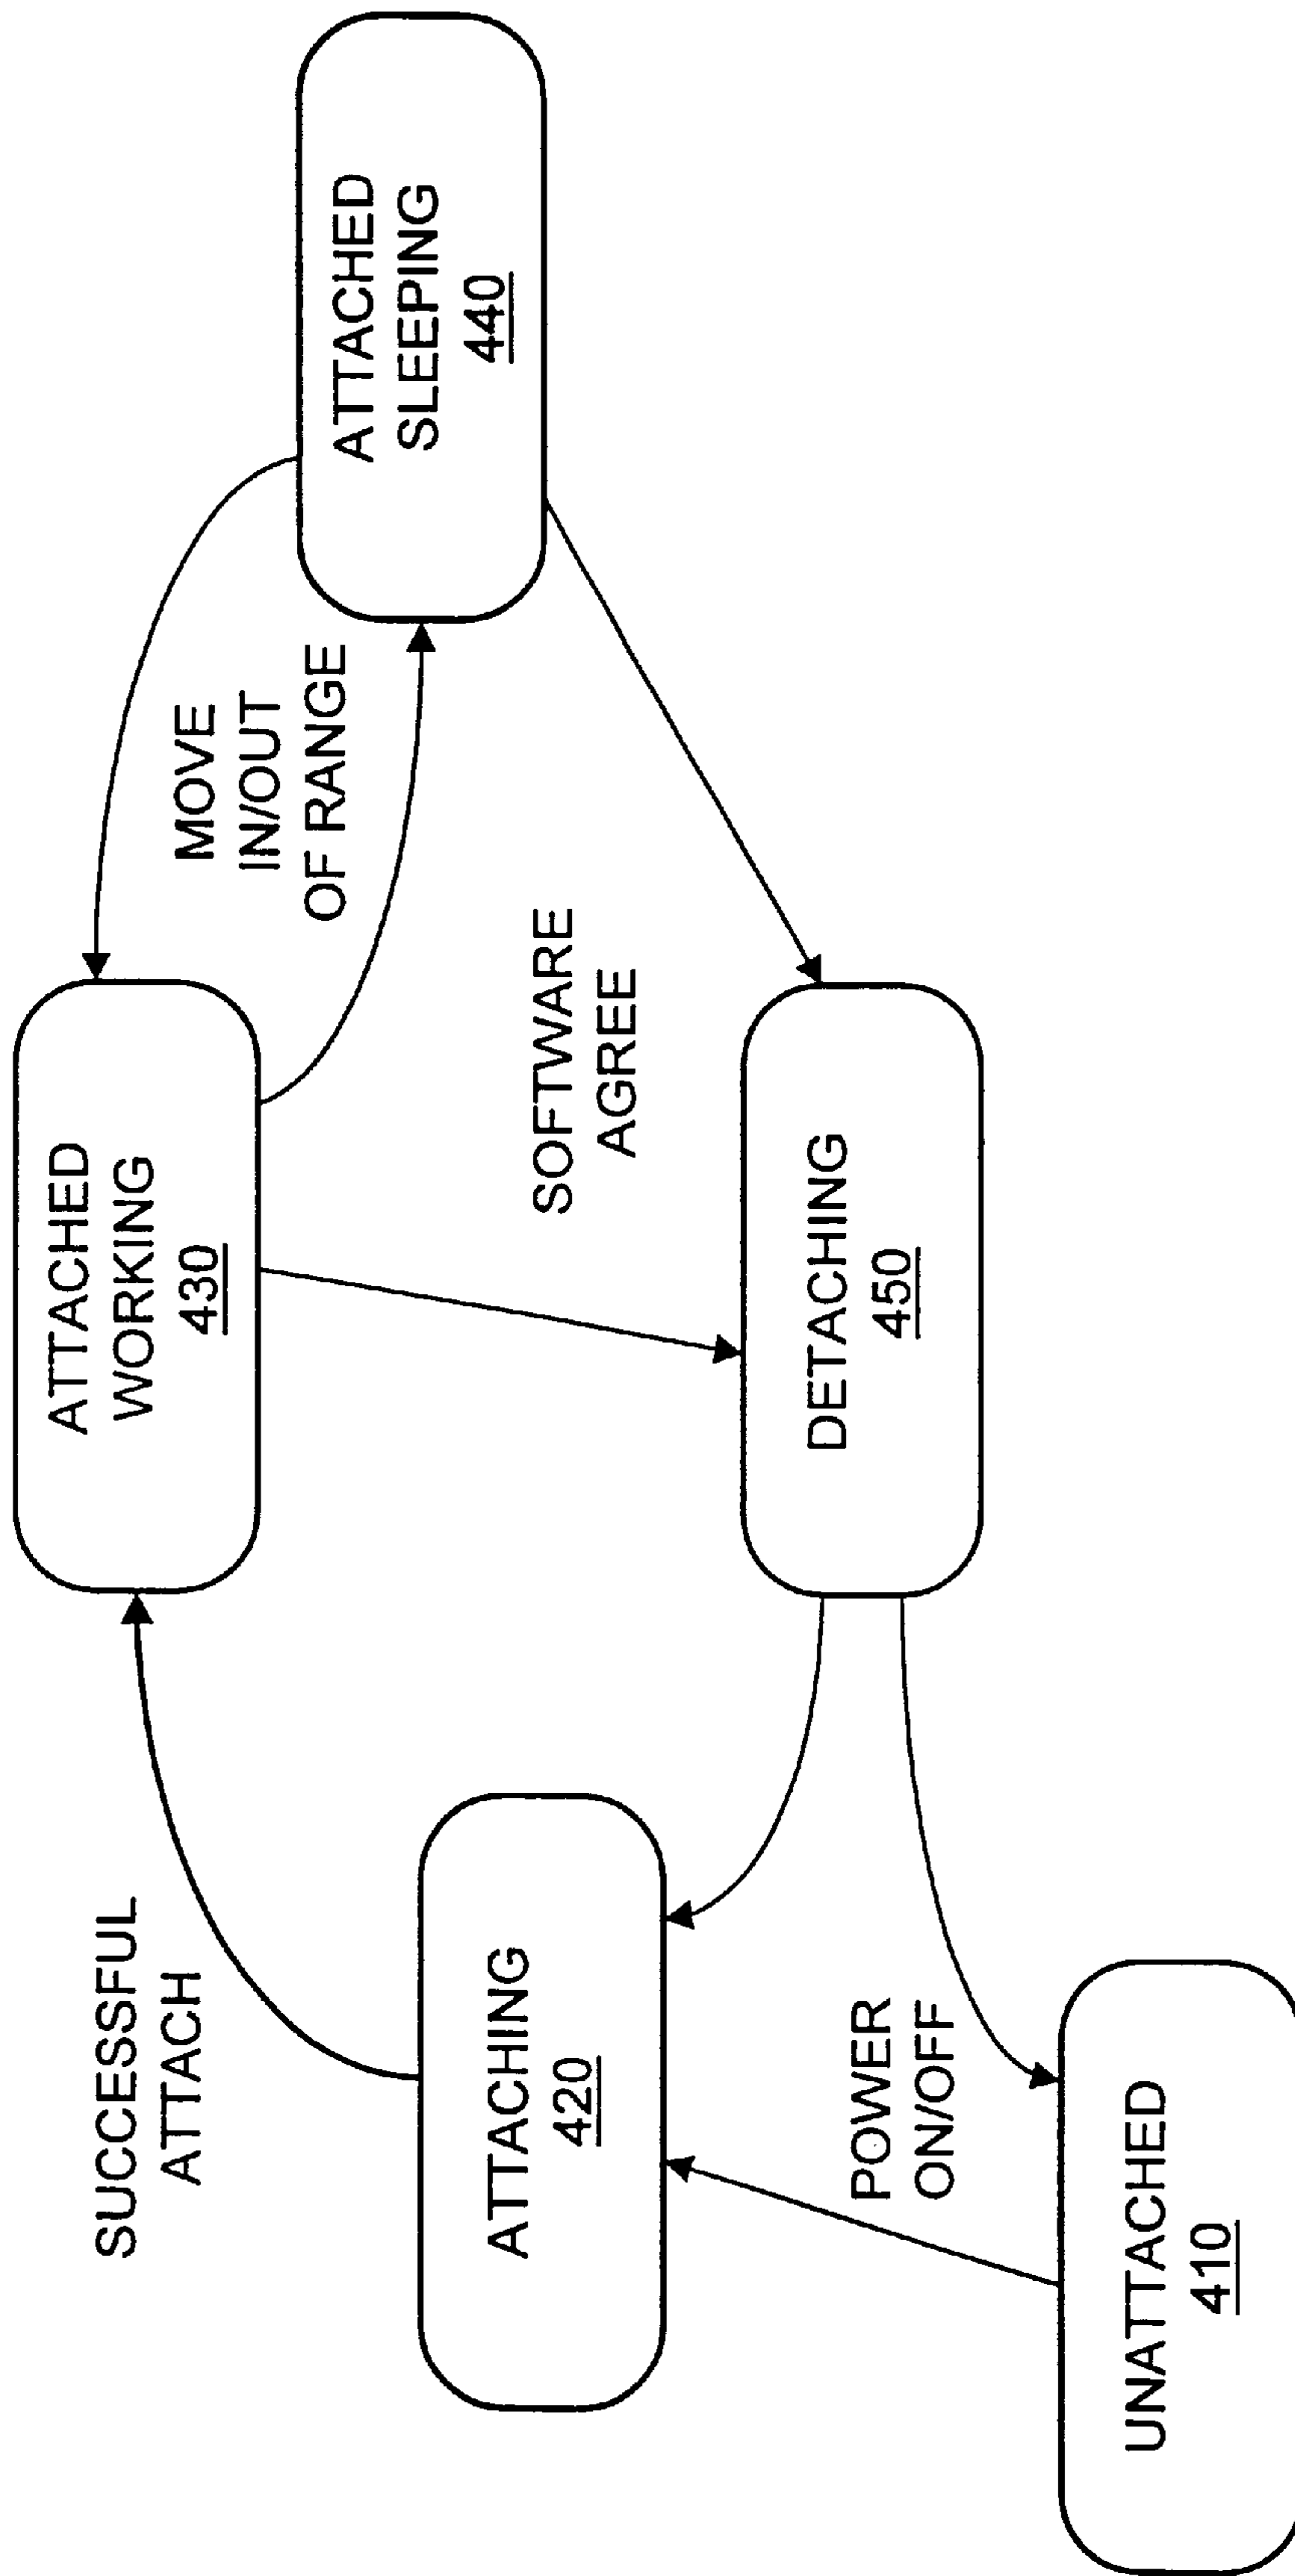 ATTACHED
WORKING
430
ATTACHED
SLEEPING
440
MOVE
IN/OUT
OF RANGE
SUCCESSFUL
ATTACH
SOFTWARE
AGREE
ATTACHING
420
DETACHING
450
POWER
ON/OFF
UNATTACHED
410